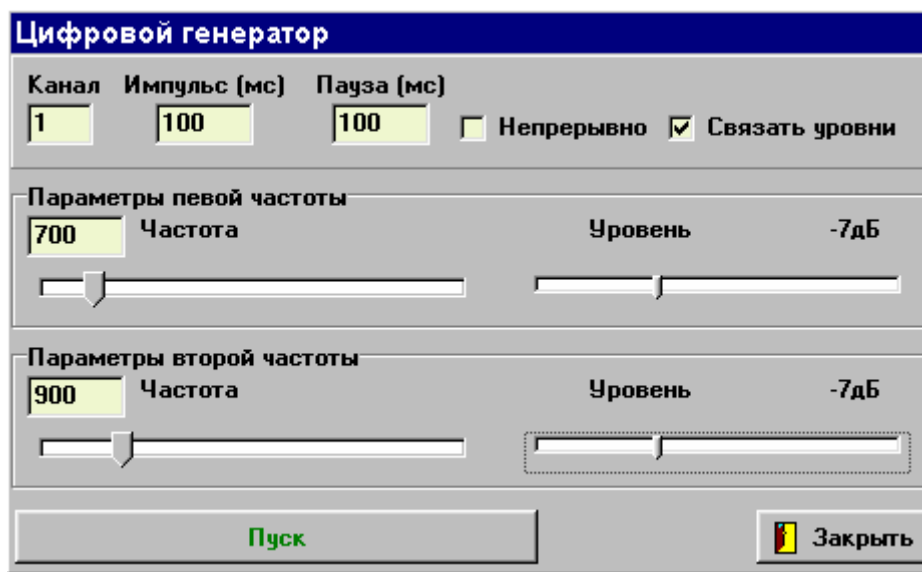 Цифровой генератор
Канал Импульс (мс) Пауза (мс)
1 100 100 Непрерывно Связать уровни
Параметры певой частоты
700 Частота Уровень -7дБ
Параметры второй частоты
900 Частота Уровень -7дБ
Пуск Закрыть